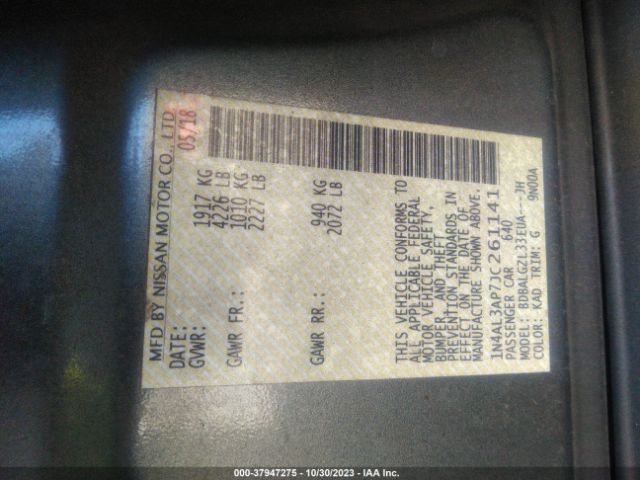 MFD BY NISSAN MOTOR CO., LTD.
DATE: 05/18
GVWR: 1917 KG
4226 LB
GAWR FR.: 1010 KG
2227 LB
GAWR RR.: 940 KG
2072 LB
THIS VEHICLE CONFORMS TO
ALL APPLICABLE FEDERAL
MOTOR VEHICLE SAFETY,
BUMPER, AND THEFT
PREVENTION STANDARDS IN
EFFECT ON THE DATE OF
MANUFACTURE SHOWN ABOVE.
1N4AL3AP7JC261141
PASSENGER CAR 640
MODEL: BDBALGZL33EUA---JH
COLOR: KAD TRIM: G 9N00A
000-37947275 - 10/30/2023 - IAA Inc.